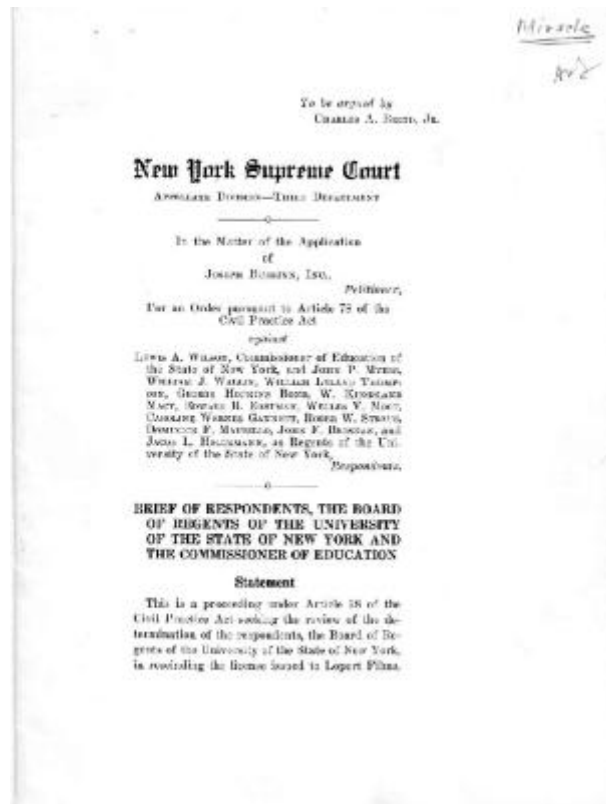 Miracle
To be argued by
CHARLES A. BRIND, JR.
New York Supreme Court
APPELLATE DIVISION—THIRD DEPARTMENT
In the Matter of the Application
of
JOSEPH BURSTYN, INC.,
Petitioner,
For an Order pursuant to Article 78 of the
Civil Practice Act
against
LEWIS A. WILSON, Commissioner of Education of
the State of New York, and JOHN P. MYERS,
WILLIAM J. WALLIN, WILLIAM LELAND THOMP-
SON, GEORGE HOPKINS BOND, W. KINGSLAND
MACY, EDWARD R. EASTMAN, WELLES V. MOOT,
CAROLINE WERNER GANNETT, ROGER W. STRAUS,
DOMINICK F. MAURILLO, JOHN F. BROSNAN, and
JACOB L. HOLTZMANN, as Regents of the Uni-
versity of the State of New York,
Respondents.
BRIEF OF RESPONDENTS, THE BOARD
OF REGENTS OF THE UNIVERSITY
OF THE STATE OF NEW YORK AND
THE COMMISSIONER OF EDUCATION
Statement
This is a proceeding under Article 78 of the
Civil Practice Act seeking the review of the de-
termination of the respondents, the Board of Re-
gents of the University of the State of New York,
in rescinding the license issued to Lopert Films,